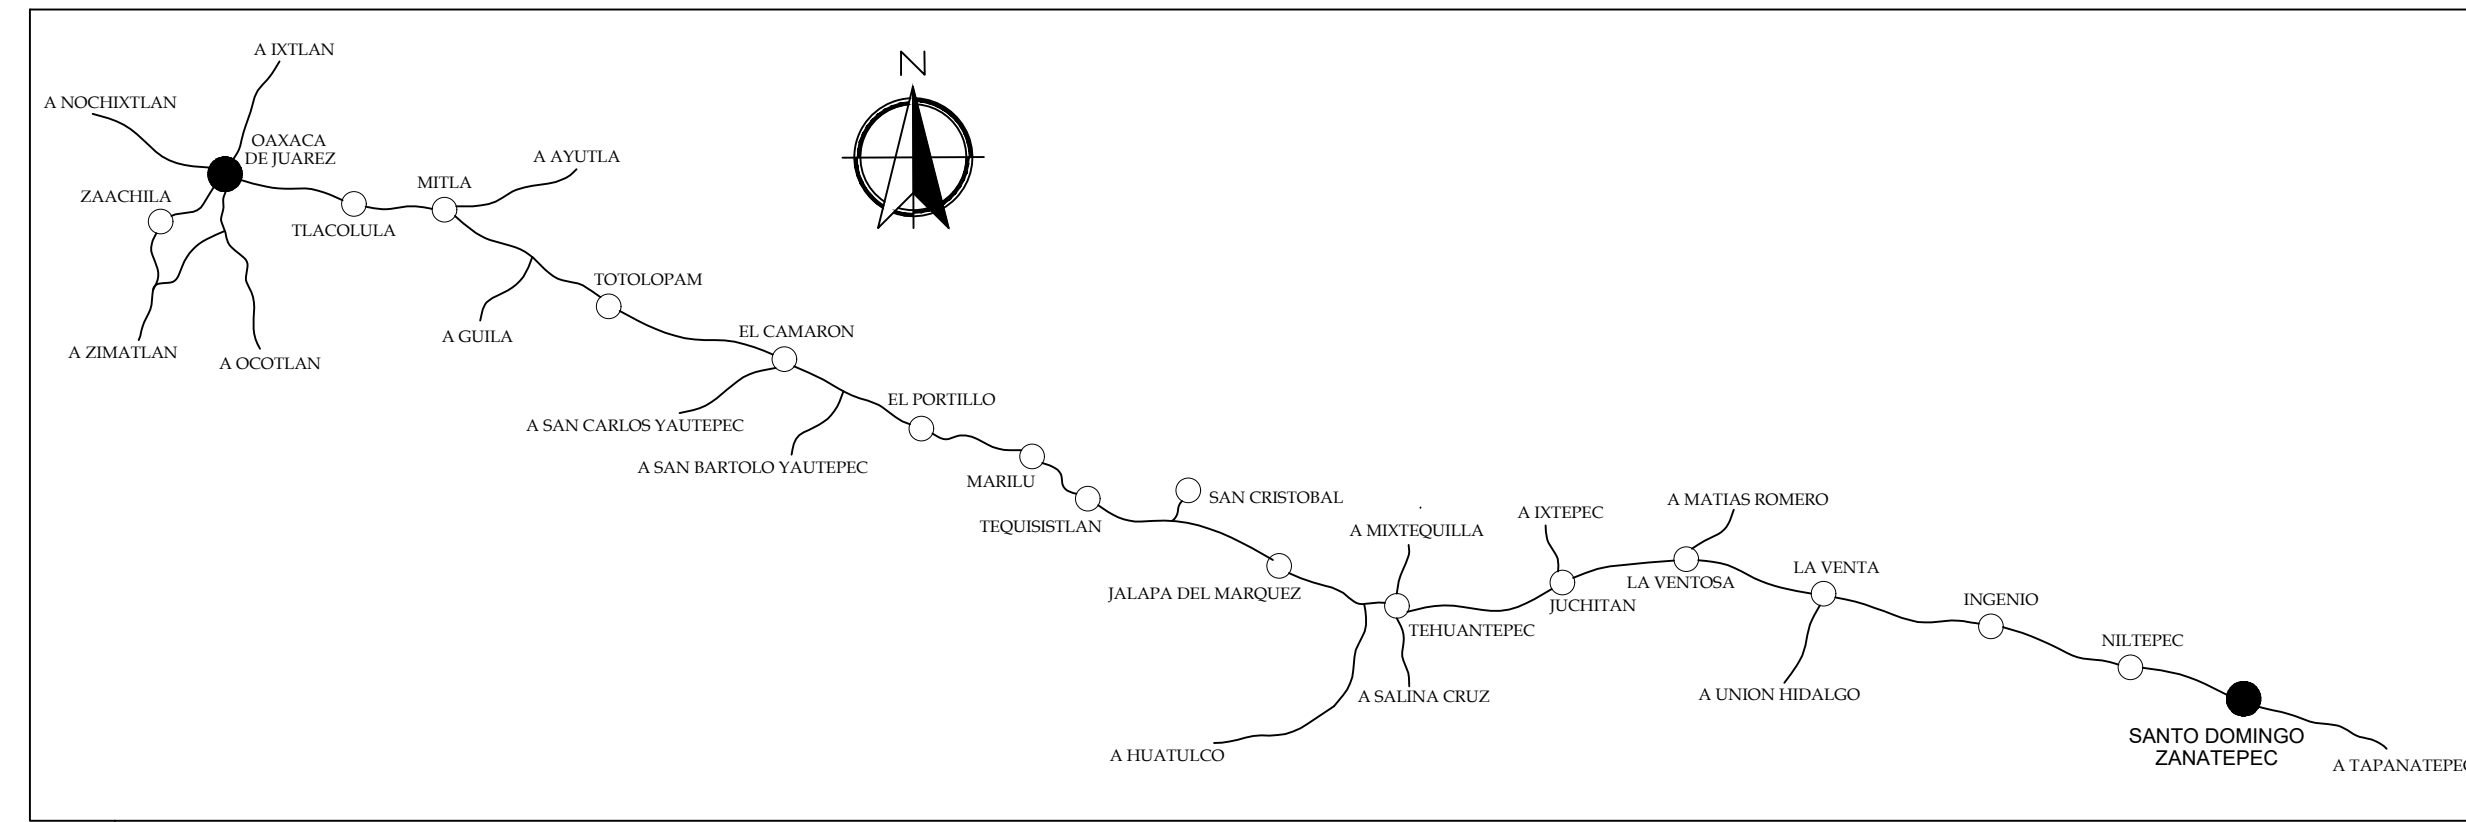 A IXTLAN
N
A NOCHIXTLAN
OAXACA
DE JUAREZ
A AYUTLA
MITLA
ZAACHILA
TLACOLULA
TOTOLOPAM
EL CAMARON
A GUILA
A ZIMATLAN
A OCOTLAN
EL PORTILLO
A SAN CARLOS YAUTEPEC
A SAN BARTOLO YAUTEPEC
MARILU
SAN CRISTOBAL
A MATIAS ROMERO
A IXTEPEC
TEQUISISTLAN
A MIXTEQUILLA
LA VENTA
LA VENTOSA
JALAPA DEL MARQUEZ
INGENIO
JUCHITAN
TEHUANTEPEC
NILTEPEC
A SALINA CRUZ
A UNION HIDALGO
SANTO DOMINGO
ZANATEPEC
A HUATULCO
A TAPANATEPEC